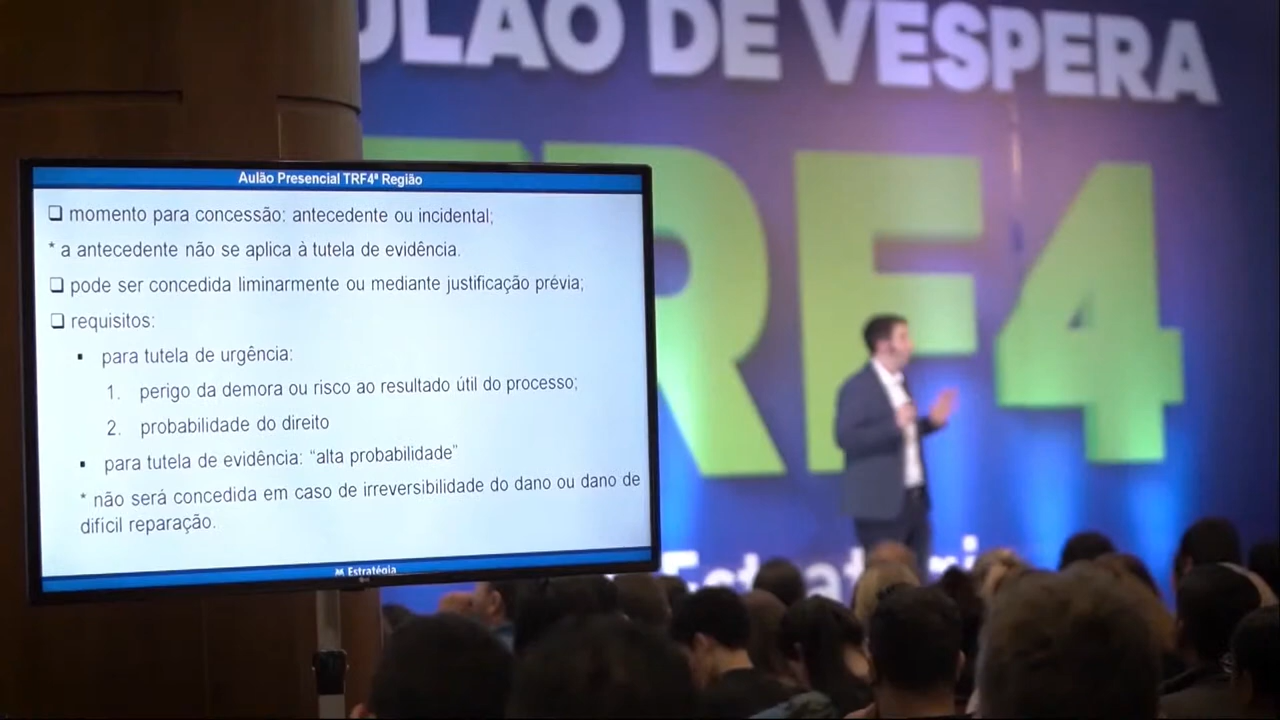 ULÃO DE VÉSPERA
TRF4
Aulão Presencial TRF4ª Região
❑ momento para concessão: antecedente ou incidental;
* a antecedente não se aplica à tutela de evidência.
❑ pode ser concedida liminarmente ou mediante justificação prévia;
❑ requisitos:
▪ para tutela de urgência:
1. perigo da demora ou risco ao resultado útil do processo;
2. probabilidade do direito
▪ para tutela de evidência: “alta probabilidade”
* não será concedida em caso de irreversibilidade do dano ou dano de
difícil reparação.
Estratégia